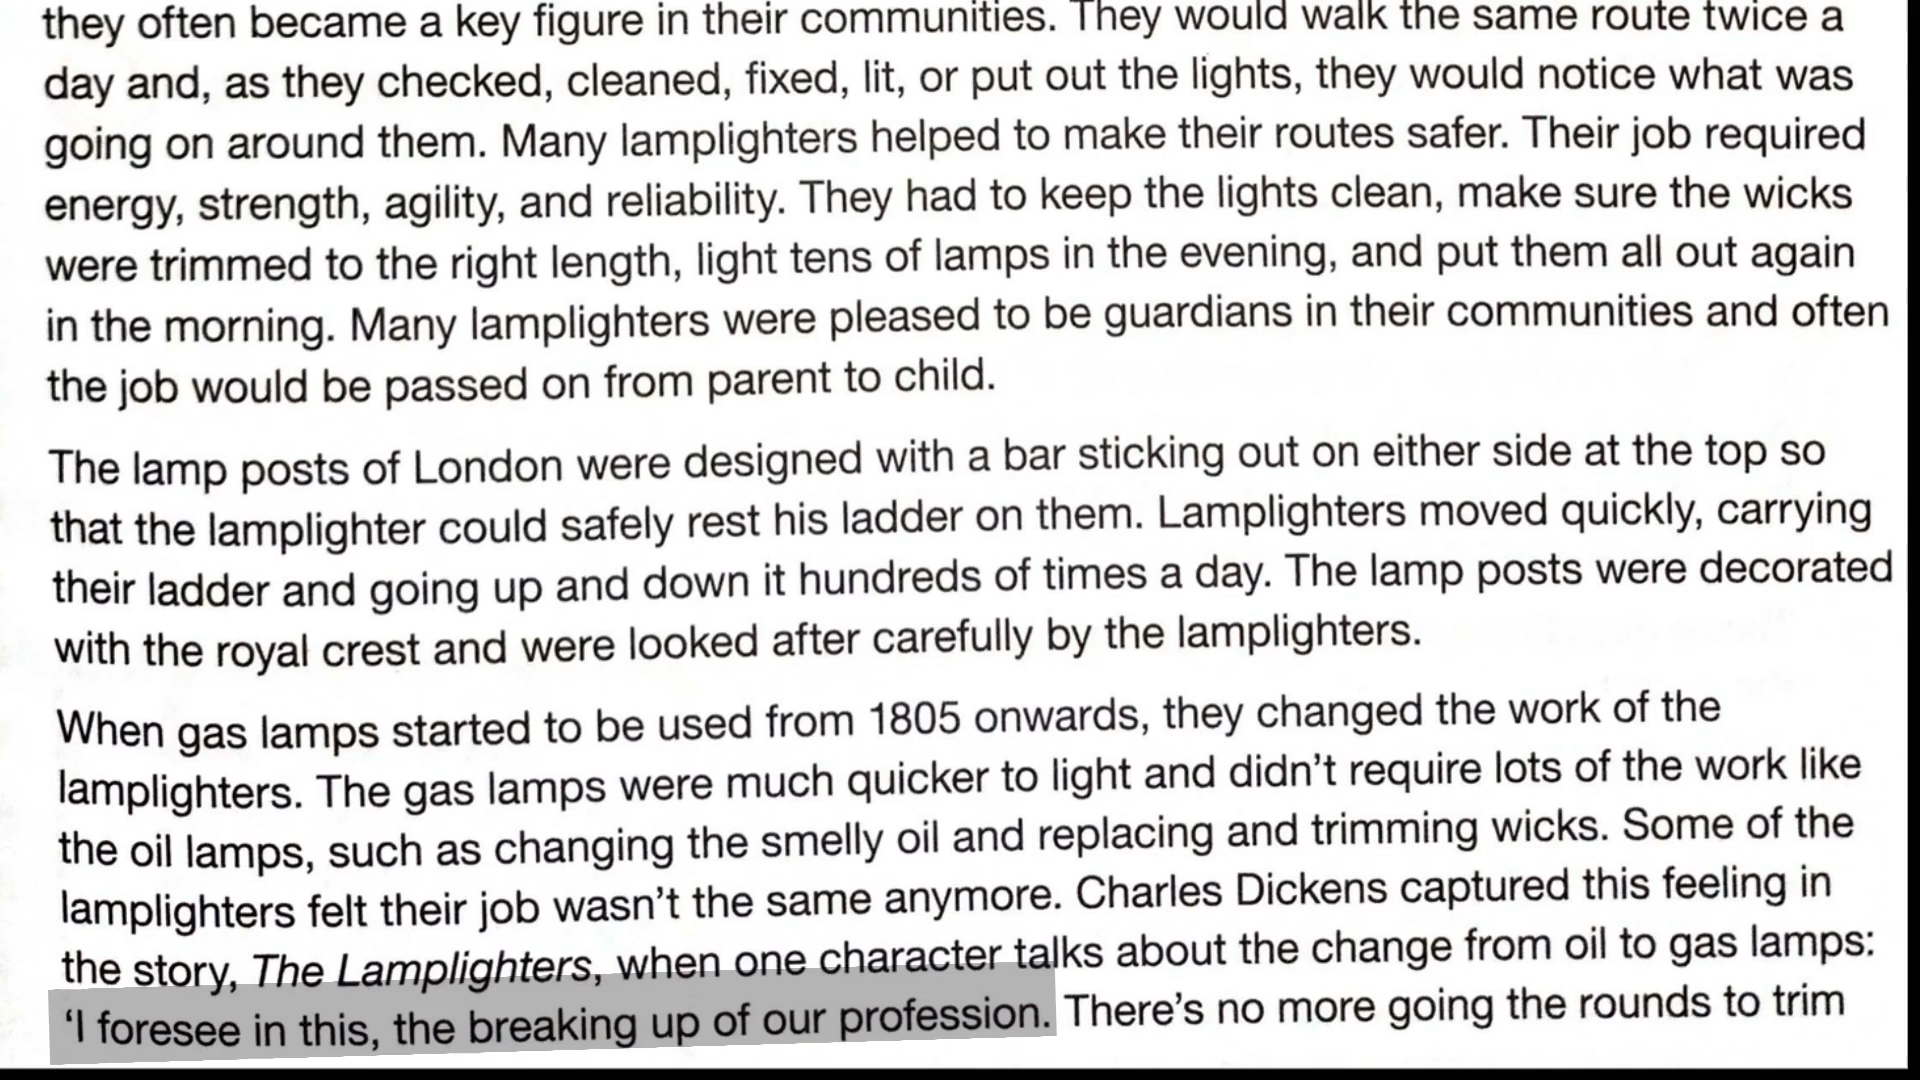 they often became a key figure in their communities. They would walk the same route twice a
day and, as they checked, cleaned, fixed, lit, or put out the lights, they would notice what was
going on around them. Many lamplighters helped to make their routes safer. Their job required
energy, strength, agility, and reliability. They had to keep the lights clean, make sure the wicks
were trimmed to the right length, light tens of lamps in the evening, and put them all out again
in the morning. Many lamplighters were pleased to be guardians in their communities and often
the job would be passed on from parent to child.
The lamp posts of London were designed with a bar sticking out on either side at the top so
that the lamplighter could safely rest his ladder on them. Lamplighters moved quickly, carrying
their ladder and going up and down it hundreds of times a day. The lamp posts were decorated
with the royal crest and were looked after carefully by the lamplighters.
When gas lamps started to be used from 1805 onwards, they changed the work of the
lamplighters. The gas lamps were much quicker to light and didn’t require lots of the work like
the oil lamps, such as changing the smelly oil and replacing and trimming wicks. Some of the
lamplighters felt their job wasn’t the same anymore. Charles Dickens captured this feeling in
the story, The Lamplighters, when one character talks about the change from oil to gas lamps:
‘I foresee in this, the breaking up of our profession. There’s no more going the rounds to trim